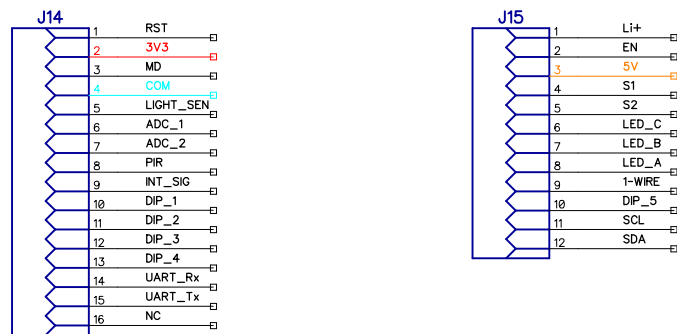 J14
1 RST
2 3V3
3 MD
4 COM
5 LIGHT_SEN
6 ADC_1
7 ADC_2
8 PIR
9 INT_SIG
10 DIP_1
11 DIP_2
12 DIP_3
13 DIP_4
14 UART_Rx
15 UART_Tx
16 NC
J15
1 Li+
2 EN
3 5V
4 S1
5 S2
6 LED_C
7 LED_B
8 LED_A
9 1-WIRE
10 DIP_5
11 SCL
12 SDA